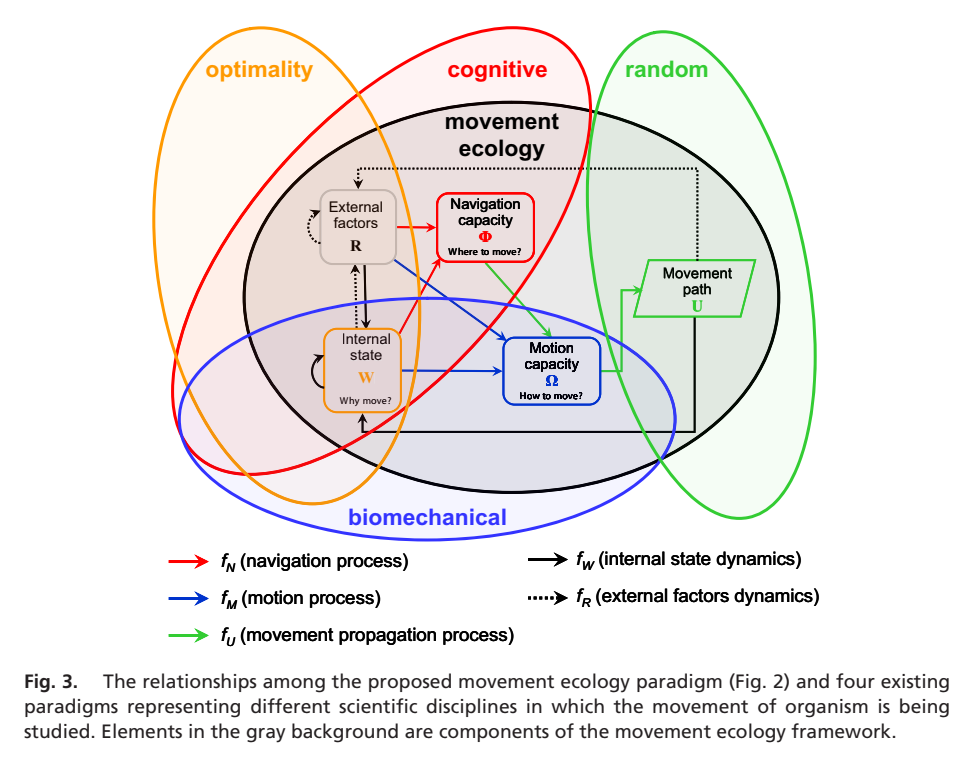 optimality
cognitive
random
movement
ecology
External
factors
R
Navigation
capacity
Φ
Where to move?
Movement
path
U
Internal
state
W
Why move?
Motion
capacity
Ω
How to move?
biomechanical
f_N (navigation process)
f_W (internal state dynamics)
f_M (motion process)
f_R (external factors dynamics)
f_U (movement propagation process)
Fig. 3. The relationships among the proposed movement ecology paradigm (Fig. 2) and four existing
paradigms representing different scientific disciplines in which the movement of organism is being
studied. Elements in the gray background are components of the movement ecology framework.